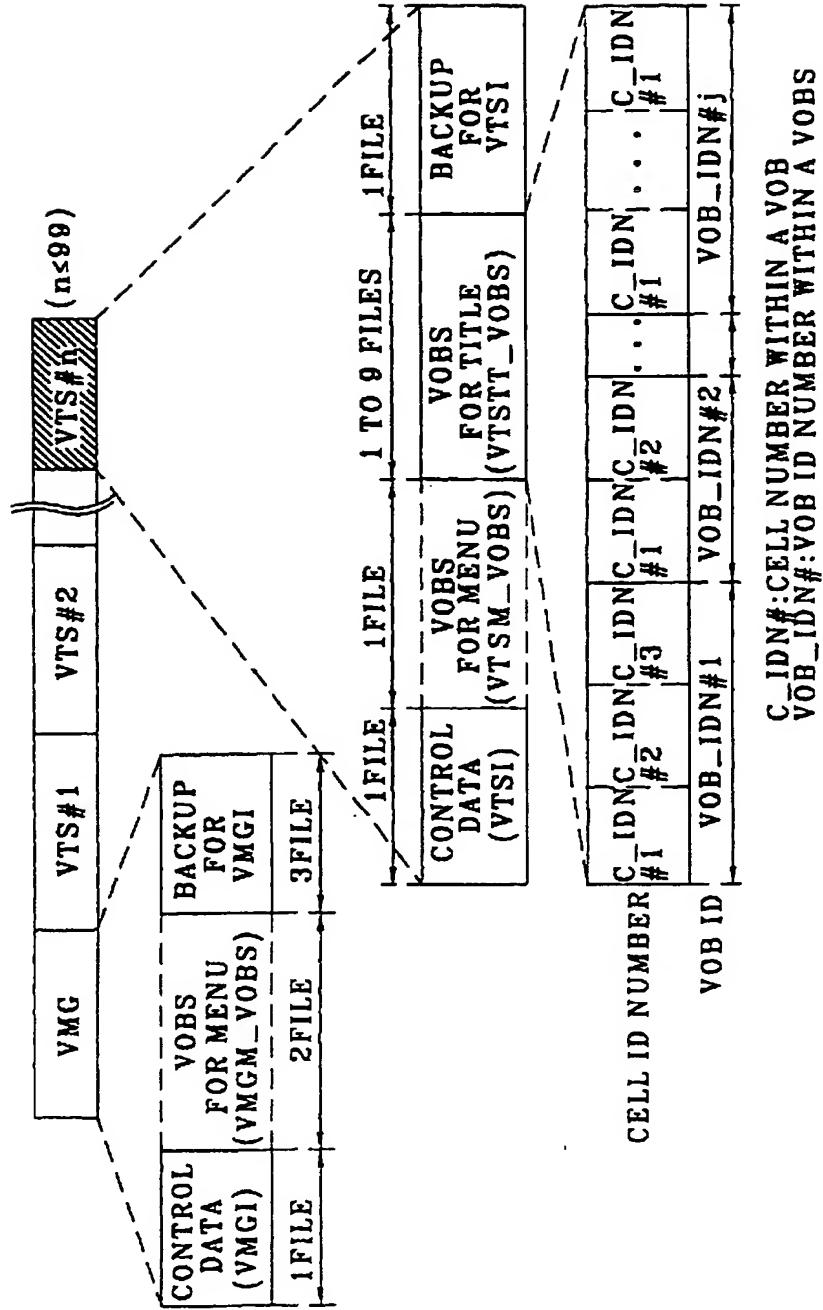 VMG
VTS#1
VTS#2
VTS#n
(n≤99)
CONTROL
DATA
(VMGI)
VOBS
FOR MENU
(VMGM_VOBS)
BACKUP
FOR
VMGI
1FILE
2FILE
3FILE
1FILE
1FILE
1 TO 9 FILES
1FILE
CONTROL
DATA
(VTSI)
VOBS
FOR MENU
(VTSM_VOBS)
VOBS
FOR TITLE
(VTSTT_VOBS)
BACKUP
FOR
VTSI
CELL ID NUMBER
C_IDN
#1
C_IDN
#2
C_IDN
#3
C_IDN
#1
C_IDN
#2
...
C_IDN
#1
....
C_IDN
#1
VOB ID
VOB_IDN#1
VOB_IDN#2
VOB_IDN#j
C_IDN#:CELL NUMBER WITHIN A VOB
VOB_IDN#:VOB ID NUMBER WITHIN A VOBS